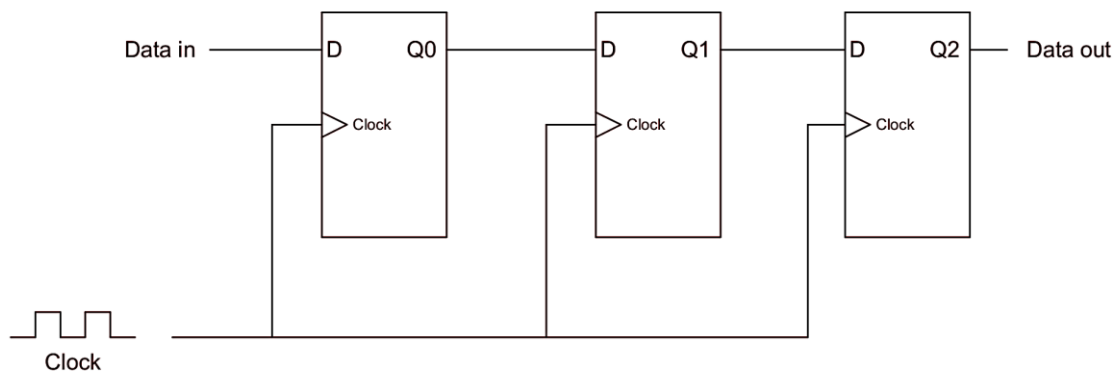 Data in
D
Q0
D
Q1
D
Q2
Data out
Clock
Clock
Clock
Clock